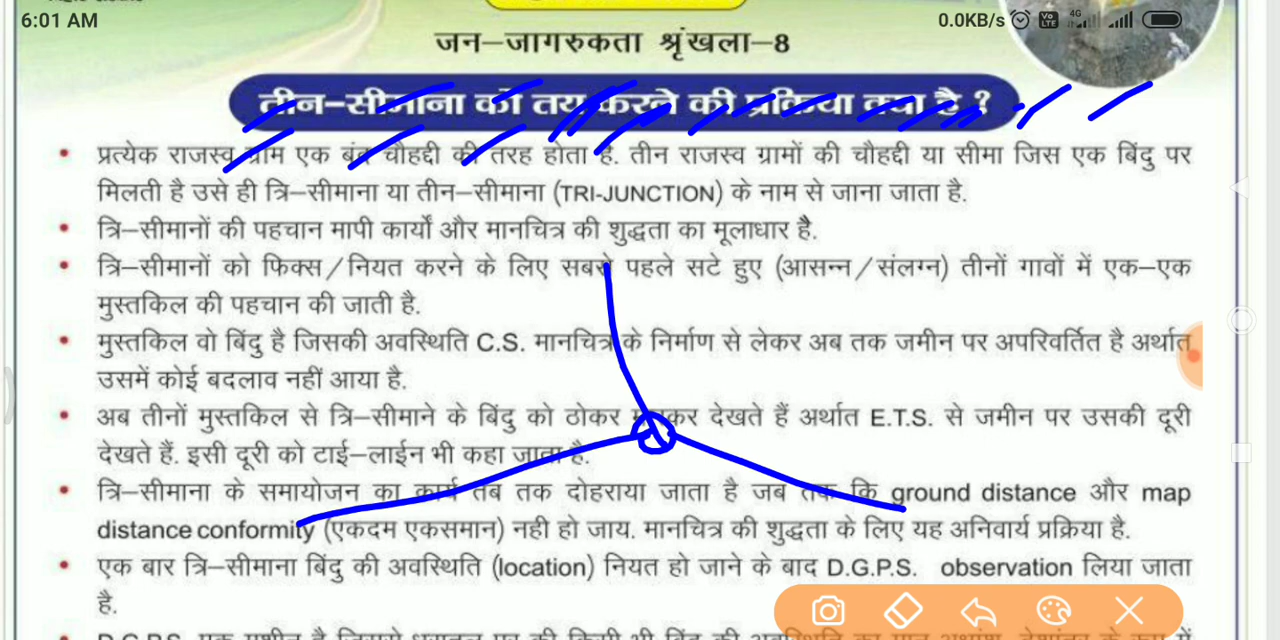 6:01 AM
0.0KB/s
4G
Vo
LTE
जन–जागरुकता श्रृंखला–8
तीन–सीमाना को तय करने की प्रक्रिया क्या है ?
• प्रत्येक राजस्व ग्राम एक बंद चौहद्दी की तरह होता है. तीन राजस्व ग्रामों की चौहद्दी या सीमा जिस एक बिंदु पर
मिलती है उसे ही त्रि–सीमाना या तीन–सीमाना (TRI-JUNCTION) के नाम से जाना जाता है.
• त्रि–सीमानों की पहचान मापी कार्यों और मानचित्र की शुद्धता का मूलाधार है.
• त्रि–सीमानों को फिक्स/नियत करने के लिए सबसे पहले सटे हुए (आसन्न/संलग्न) तीनों गावों में एक–एक
मुस्तकिल की पहचान की जाती है.
• मुस्तकिल वो बिंदु है जिसकी अवस्थिति C.S. मानचित्र के निर्माण से लेकर अब तक जमीन पर अपरिवर्तित है अर्थात
उसमें कोई बदलाव नहीं आया है.
• अब तीनों मुस्तकिल से त्रि–सीमाने के बिंदु को ठोकर देखते हैं अर्थात E.T.S. से जमीन पर उसकी दूरी
देखते हैं. इसी दूरी को टाई–लाईन भी कहा जाता है.
• त्रि–सीमाना के समायोजन का कार्य तब तक दोहराया जाता है जब तक कि ground distance और map
distance conformity (एकदम एकसमान) नही हो जाय. मानचित्र की शुद्धता के लिए यह अनिवार्य प्रक्रिया है.
• एक बार त्रि–सीमाना बिंदु की अवस्थिति (location) नियत हो जाने के बाद D.G.P.S. observation लिया जाता
है.